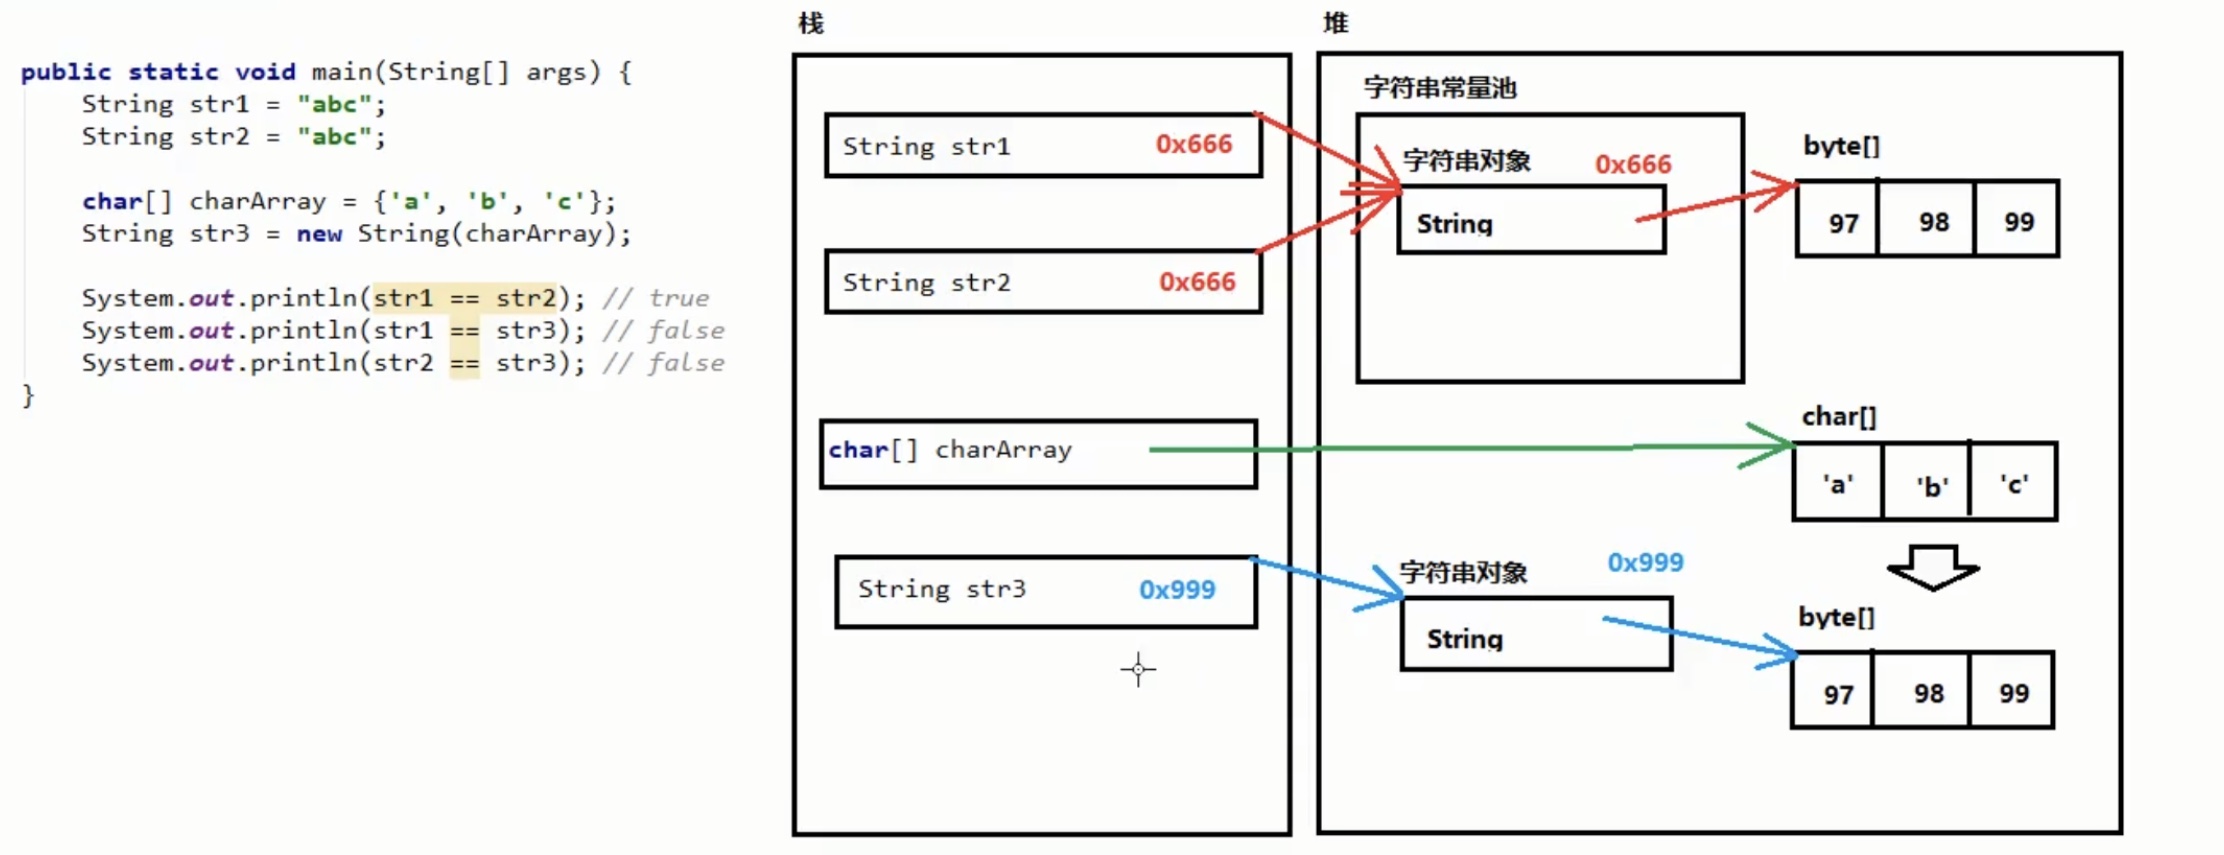 public static void main(String[] args) {
    String str1 = "abc";
    String str2 = "abc";
    char[] charArray = {'a', 'b', 'c'};
    String str3 = new String(charArray);
    System.out.println(str1 == str2); // true
    System.out.println(str1 == str3); // false
    System.out.println(str2 == str3); // false
}
栈
String str1 0x666
String str2 0x666
char[] charArray
String str3 0x999
堆
字符串常量池
字符串对象 0x666
String
byte[]
97 98 99
char[]
'a' 'b' 'c'
字符串对象 0x999
String
byte[]
97 98 99